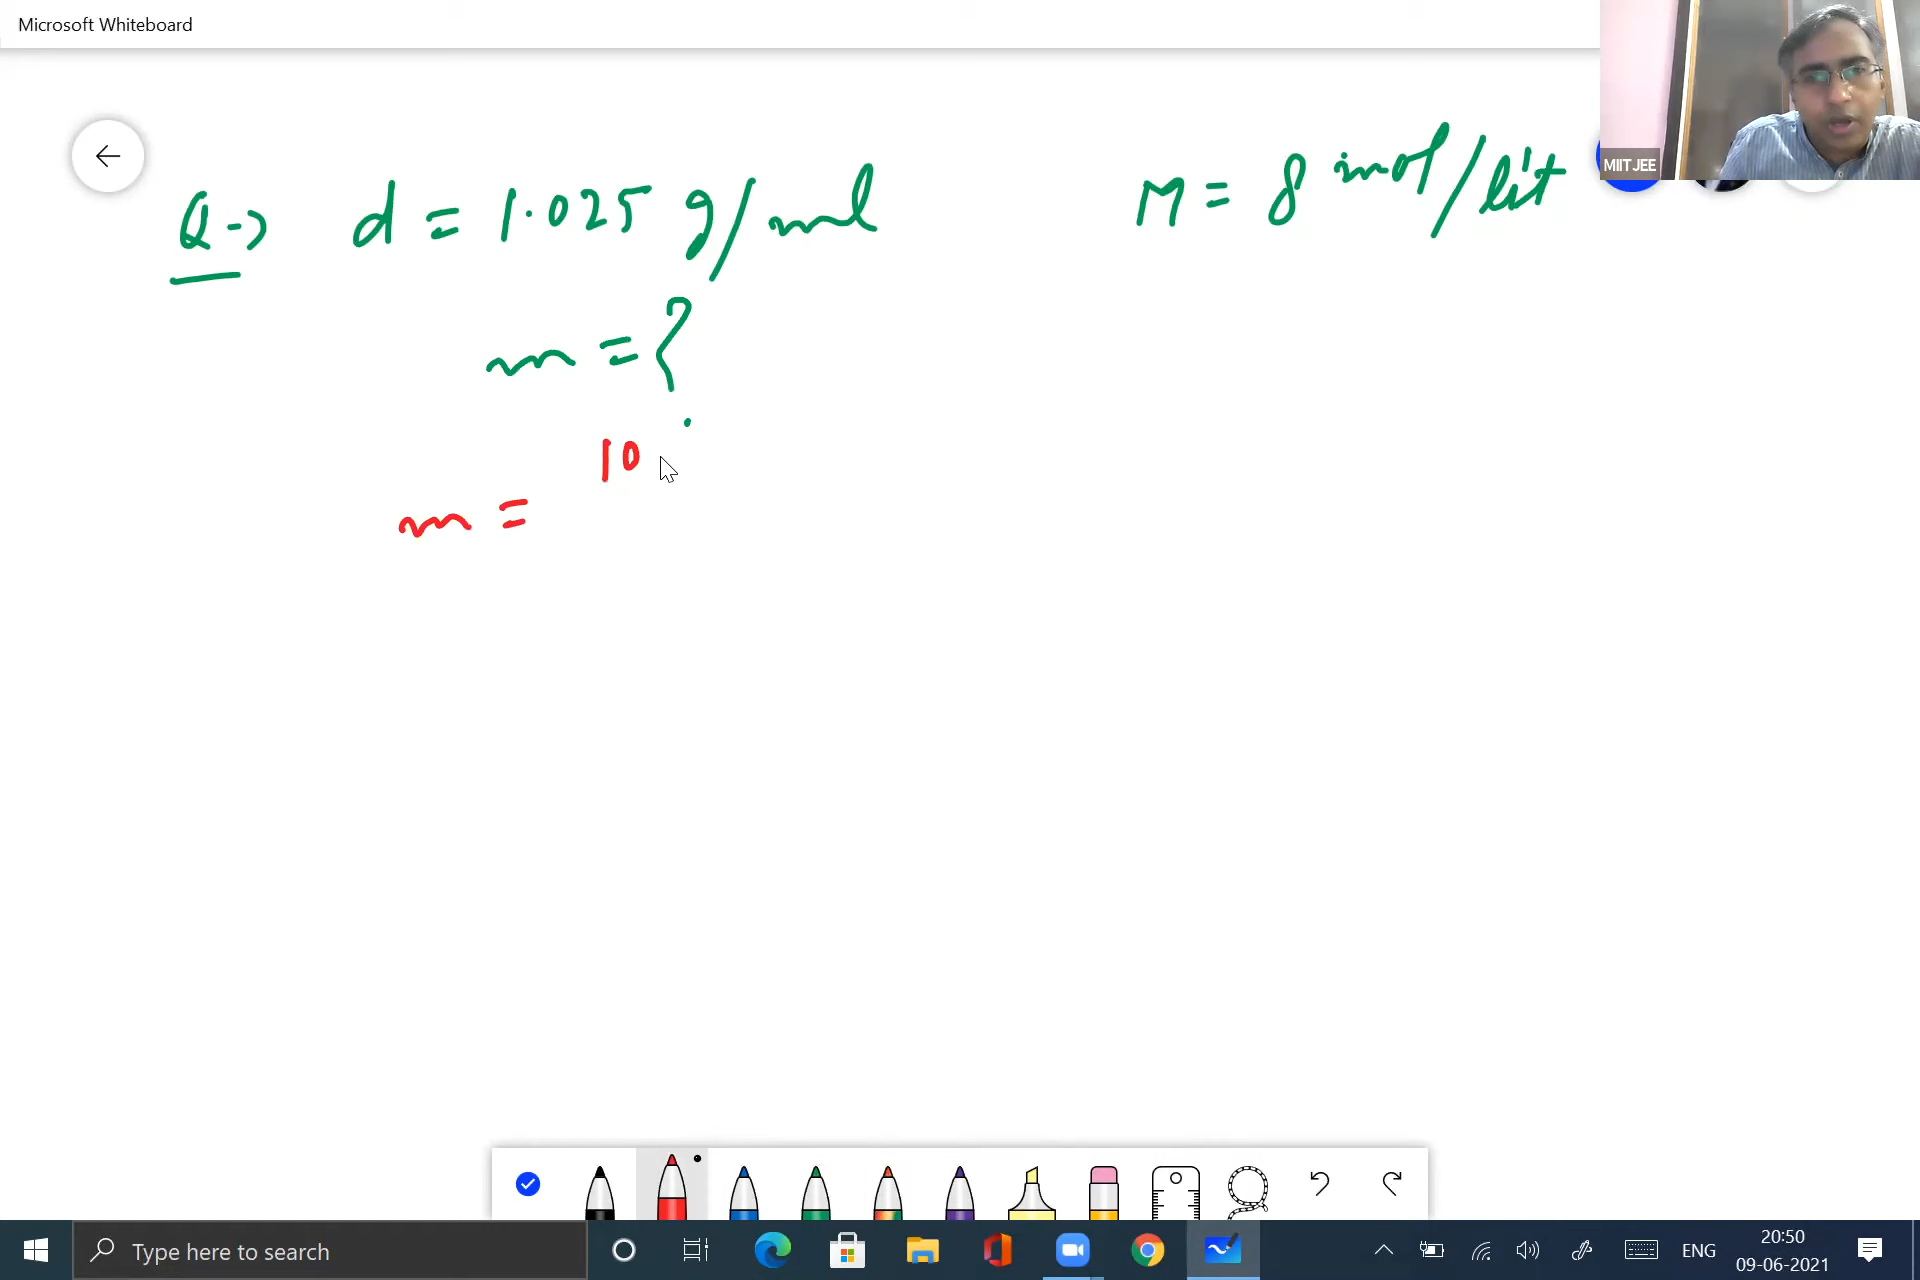 Microsoft Whiteboard
MIIT JEE
Q→ d = 1.025 g/ml M = 8 mol/lit
m = ?
10
m =
Type here to search
ENG
20:50
09-06-2021